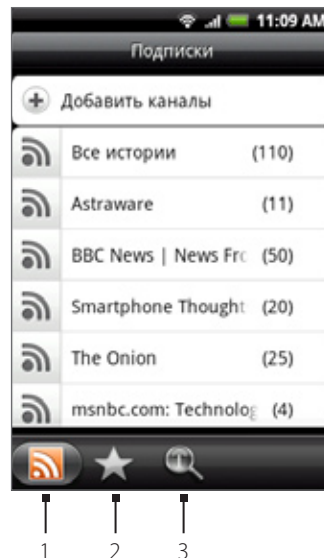 11:09 AM
Подписки
Добавить каналы
Все истории (110)
Astraware (11)
BBC News | News Fro (50)
Smartphone Thought (20)
The Onion (25)
msnbc.com: Technolog (4)
1 2 3